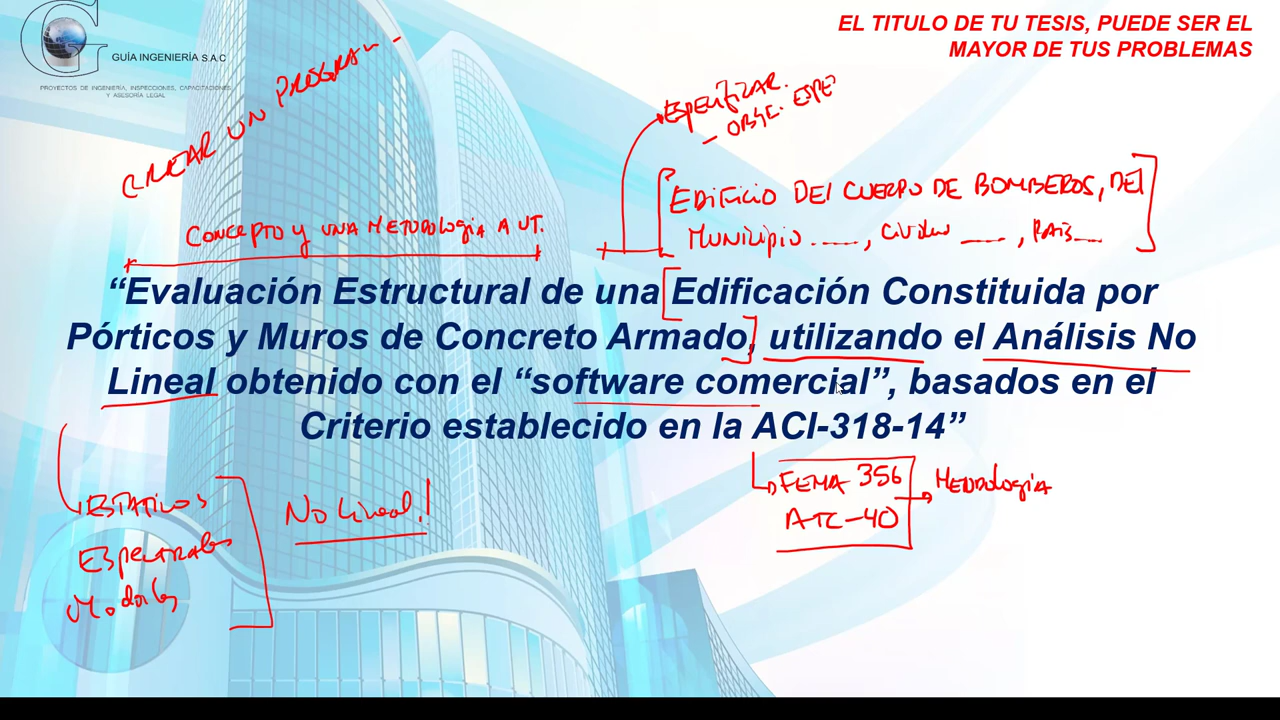 EL TITULO DE TU TESIS, PUEDE SER EL
MAYOR DE TUS PROBLEMAS
G
GUÍA INGENIERÍA S.A.C
PROYECTOS DE INGENIERÍA, INSPECCIONES, CAPACITACIONES
Y ASESORÍA LEGAL
CREAR UN PROGRAM
ESPECIFICAR.
- OBJC. ESPE
EDIFICIO DEL CUERPO DE BOMBEROS, DEL
MUNICIPIO ___, CIUDAD ___, PAIS___
CONCEPTO y UNA METODOLOGIA A UT.
“Evaluación Estructural de una Edificación Constituida por
Pórticos y Muros de Concreto Armado, utilizando el Análisis No
Lineal obtenido con el “software comercial”, basados en el
Criterio establecido en la ACI-318-14”
FEMA 356
METODOLOGIA
ATC-40
ESTATICOS
ESPECTRALES
MODALES
NO LINEAL!